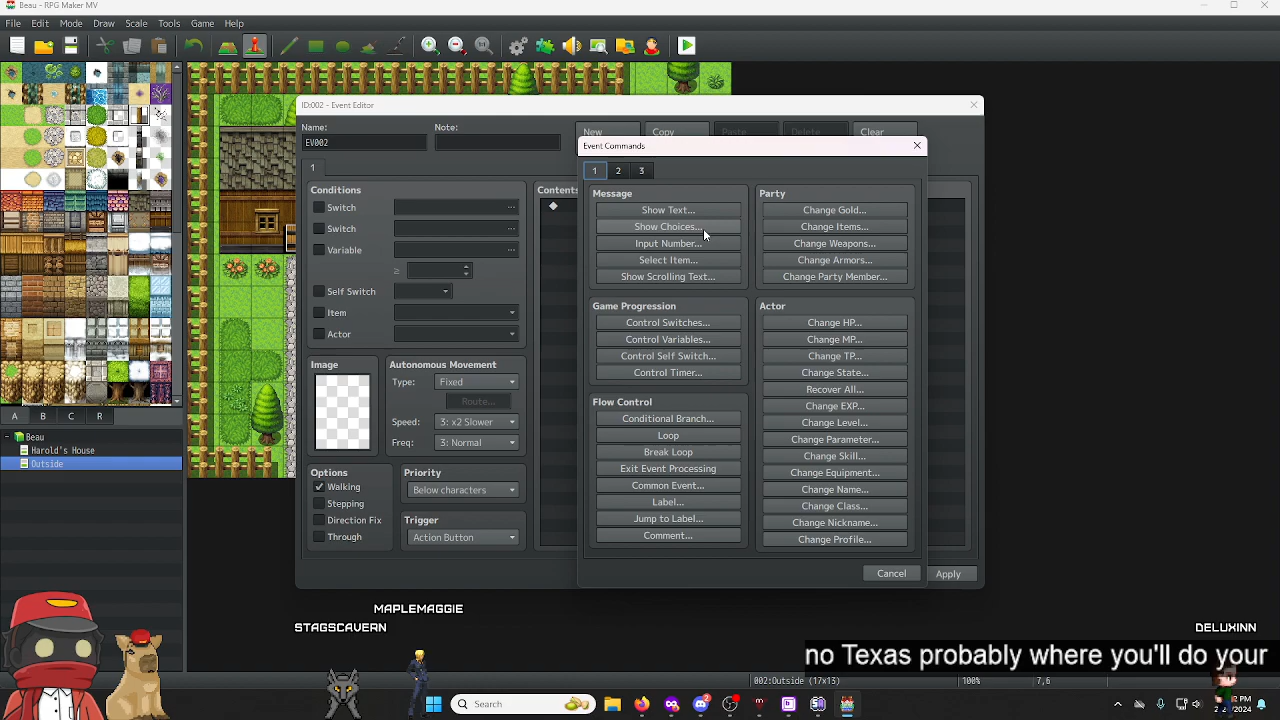 Beau - RPG Maker MV
File Edit Mode Draw Scale Tools Game Help
ID:002 - Event Editor
Name: Note:
EV002
New Copy Paste Delete Clear
1
Conditions
Switch ...
Switch ...
Variable ...
≥
Self Switch
Item
Actor
Image
Autonomous Movement
Type: Fixed
Route...
Speed: 3: x2 Slower
Freq: 3: Normal
Options
Walking
Stepping
Direction Fix
Through
Priority
Below characters
Trigger
Action Button
Contents
Event Commands
1 2 3
Message
Show Text...
Show Choices...
Input Number...
Select Item...
Show Scrolling Text...
Game Progression
Control Switches...
Control Variables...
Control Self Switch...
Control Timer...
Flow Control
Conditional Branch...
Loop
Break Loop
Exit Event Processing
Common Event...
Label...
Jump to Label...
Comment...
Party
Change Gold...
Change Items...
Change Weapons...
Change Armors...
Change Party Member...
Actor
Change HP...
Change MP...
Change TP...
Change State...
Recover All...
Change EXP...
Change Level...
Change Parameter...
Change Skill...
Change Equipment...
Change Name...
Change Class...
Change Nickname...
Change Profile...
Cancel Apply
A B C R
Beau
Harold's House
Outside
MAPLEMAGGIE
STAGSCAVERN
DELUXINN
no Texas probably where you'll do your
002:Outside (17x13) 100% 7,6
Search